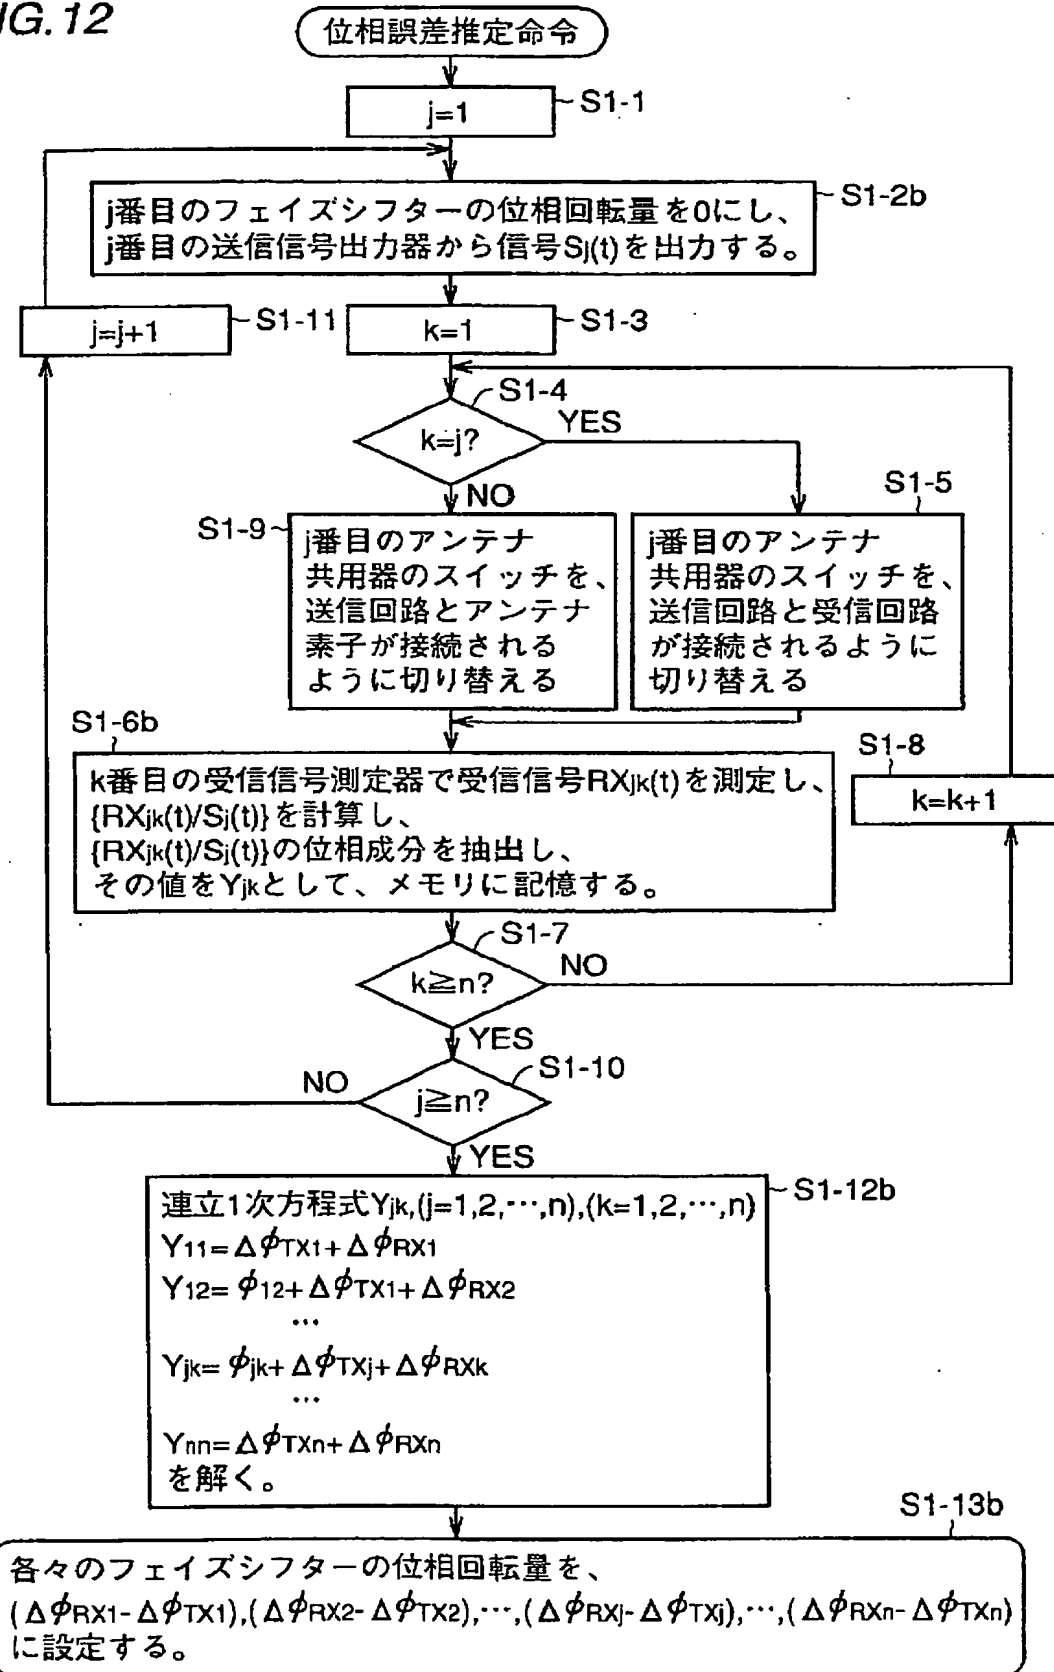 IG. 12
位相誤差推定命令
j=1
S1-1
j番目のフェイズシフターの位相回転量を0にし、
j番目の送信信号出力器から信号Sj(t)を出力する。
S1-2b
j=j+1
S1-11
k=1
S1-3
S1-4
k=j?
YES
NO
S1-9
j番目のアンテナ
共用器のスイッチを、
送信回路とアンテナ
素子が接続される
ように切り替える
S1-5
j番目のアンテナ
共用器のスイッチを、
送信回路と受信回路
が接続されるように
切り替える
S1-6b
k番目の受信信号測定器で受信信号RXjk(t)を測定し、
{RXjk(t)/Sj(t)}を計算し、
{RXjk(t)/Sj(t)}の位相成分を抽出し、
その値をYjkとして、メモリに記憶する。
S1-8
k=k+1
S1-7
k≧n?
NO
YES
S1-10
j≧n?
NO
YES
S1-12b
連立1次方程式Yjk,(j=1,2,…,n),(k=1,2,…,n)
Y11=ΔϕTX1+ΔϕRX1
Y12=ϕ12+ΔϕTX1+ΔϕRX2
…
Yjk=ϕjk+ΔϕTXj+ΔϕRXk
…
Ynn=ΔϕTXn+ΔϕRXn
を解く。
S1-13b
各々のフェイズシフターの位相回転量を、
(ΔϕRX1-ΔϕTX1),(ΔϕRX2-ΔϕTX2),…,(ΔϕRXj-ΔϕTXj),…,(ΔϕRXn-ΔϕTXn)
に設定する。